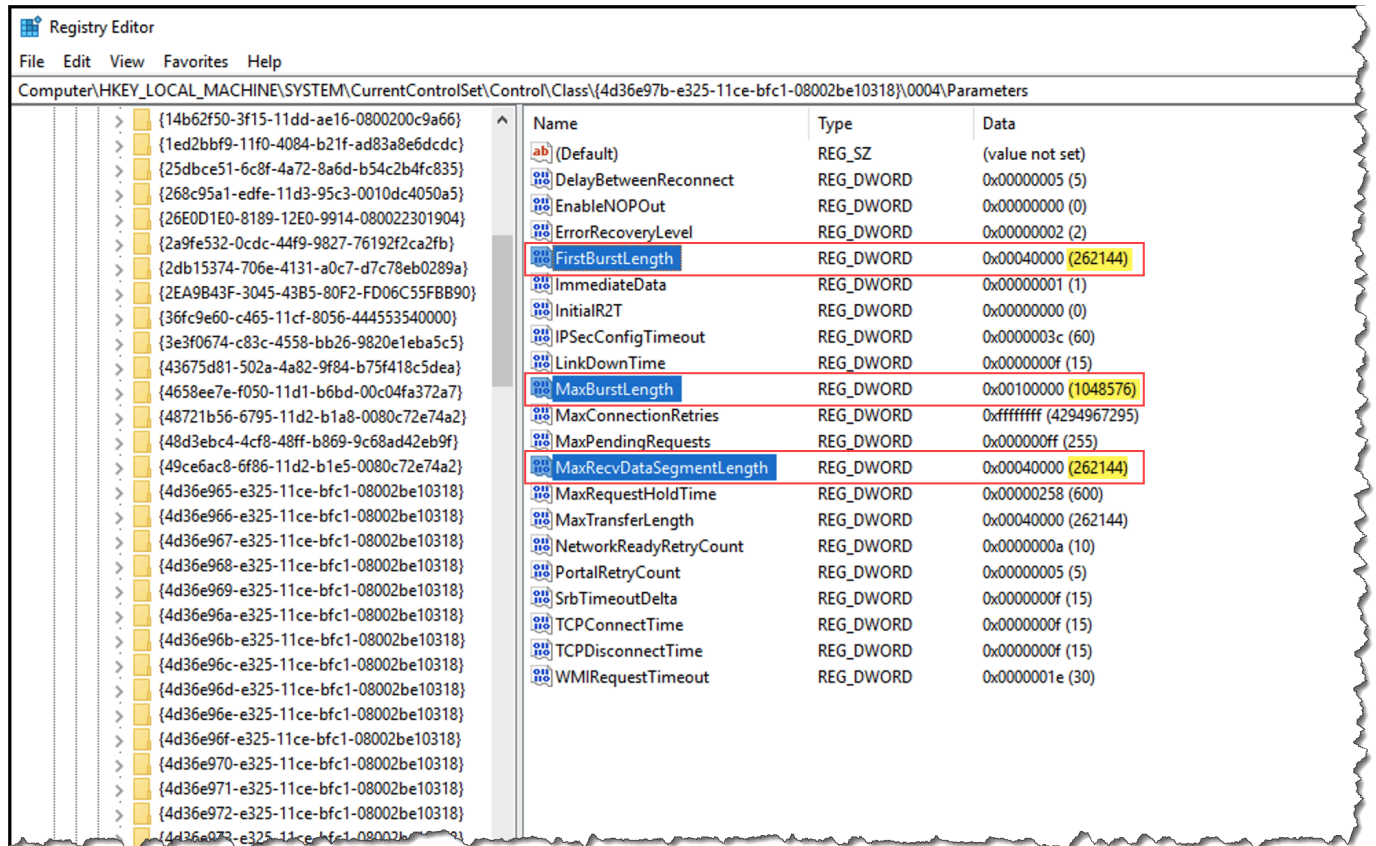 Registry Editor
File Edit View Favorites Help
Computer\HKEY_LOCAL_MACHINE\SYSTEM\CurrentControlSet\Control\Class\{4d36e97b-e325-11ce-bfc1-08002be10318}\0004\Parameters
{14b62f50-3f15-11dd-ae16-0800200c9a66}
{1ed2bbf9-11f0-4084-b21f-ad83a8e6dcdc}
{25dbce51-6c8f-4a72-8a6d-b54c2b4fc835}
{268c95a1-edfe-11d3-95c3-0010dc4050a5}
{26E0D1E0-8189-12E0-9914-080022301904}
{2a9fe532-0cdc-44f9-9827-76192f2ca2fb}
{2db15374-706e-4131-a0c7-d7c78eb0289a}
{2EA9B43F-3045-43B5-80F2-FD06C55FBB90}
{36fc9e60-c465-11cf-8056-444553540000}
{3e3f0674-c83c-4558-bb26-9820e1eba5c5}
{43675d81-502a-4a82-9f84-b75f418c5dea}
{4658ee7e-f050-11d1-b6bd-00c04fa372a7}
{48721b56-6795-11d2-b1a8-0080c72e74a2}
{48d3ebc4-4cf8-48ff-b869-9c68ad42eb9f}
{49ce6ac8-6f86-11d2-b1e5-0080c72e74a2}
{4d36e965-e325-11ce-bfc1-08002be10318}
{4d36e966-e325-11ce-bfc1-08002be10318}
{4d36e967-e325-11ce-bfc1-08002be10318}
{4d36e968-e325-11ce-bfc1-08002be10318}
{4d36e969-e325-11ce-bfc1-08002be10318}
{4d36e96a-e325-11ce-bfc1-08002be10318}
{4d36e96b-e325-11ce-bfc1-08002be10318}
{4d36e96c-e325-11ce-bfc1-08002be10318}
{4d36e96d-e325-11ce-bfc1-08002be10318}
{4d36e96e-e325-11ce-bfc1-08002be10318}
{4d36e96f-e325-11ce-bfc1-08002be10318}
{4d36e970-e325-11ce-bfc1-08002be10318}
{4d36e971-e325-11ce-bfc1-08002be10318}
{4d36e972-e325-11ce-bfc1-08002be10318}
Name Type Data
(Default) REG_SZ (value not set)
DelayBetweenReconnect REG_DWORD 0x00000005 (5)
EnableNOPOut REG_DWORD 0x00000000 (0)
ErrorRecoveryLevel REG_DWORD 0x00000002 (2)
FirstBurstLength REG_DWORD 0x00040000 (262144)
ImmediateData REG_DWORD 0x00000001 (1)
InitialR2T REG_DWORD 0x00000000 (0)
IPSecConfigTimeout REG_DWORD 0x0000003c (60)
LinkDownTime REG_DWORD 0x0000000f (15)
MaxBurstLength REG_DWORD 0x00100000 (1048576)
MaxConnectionRetries REG_DWORD 0xffffffff (4294967295)
MaxPendingRequests REG_DWORD 0x000000ff (255)
MaxRecvDataSegmentLength REG_DWORD 0x00040000 (262144)
MaxRequestHoldTime REG_DWORD 0x00000258 (600)
MaxTransferLength REG_DWORD 0x00040000 (262144)
NetworkReadyRetryCount REG_DWORD 0x0000000a (10)
PortalRetryCount REG_DWORD 0x00000005 (5)
SrbTimeoutDelta REG_DWORD 0x0000000f (15)
TCPConnectTime REG_DWORD 0x0000000f (15)
TCPDisconnectTime REG_DWORD 0x0000000f (15)
WMIRequestTimeout REG_DWORD 0x0000001e (30)